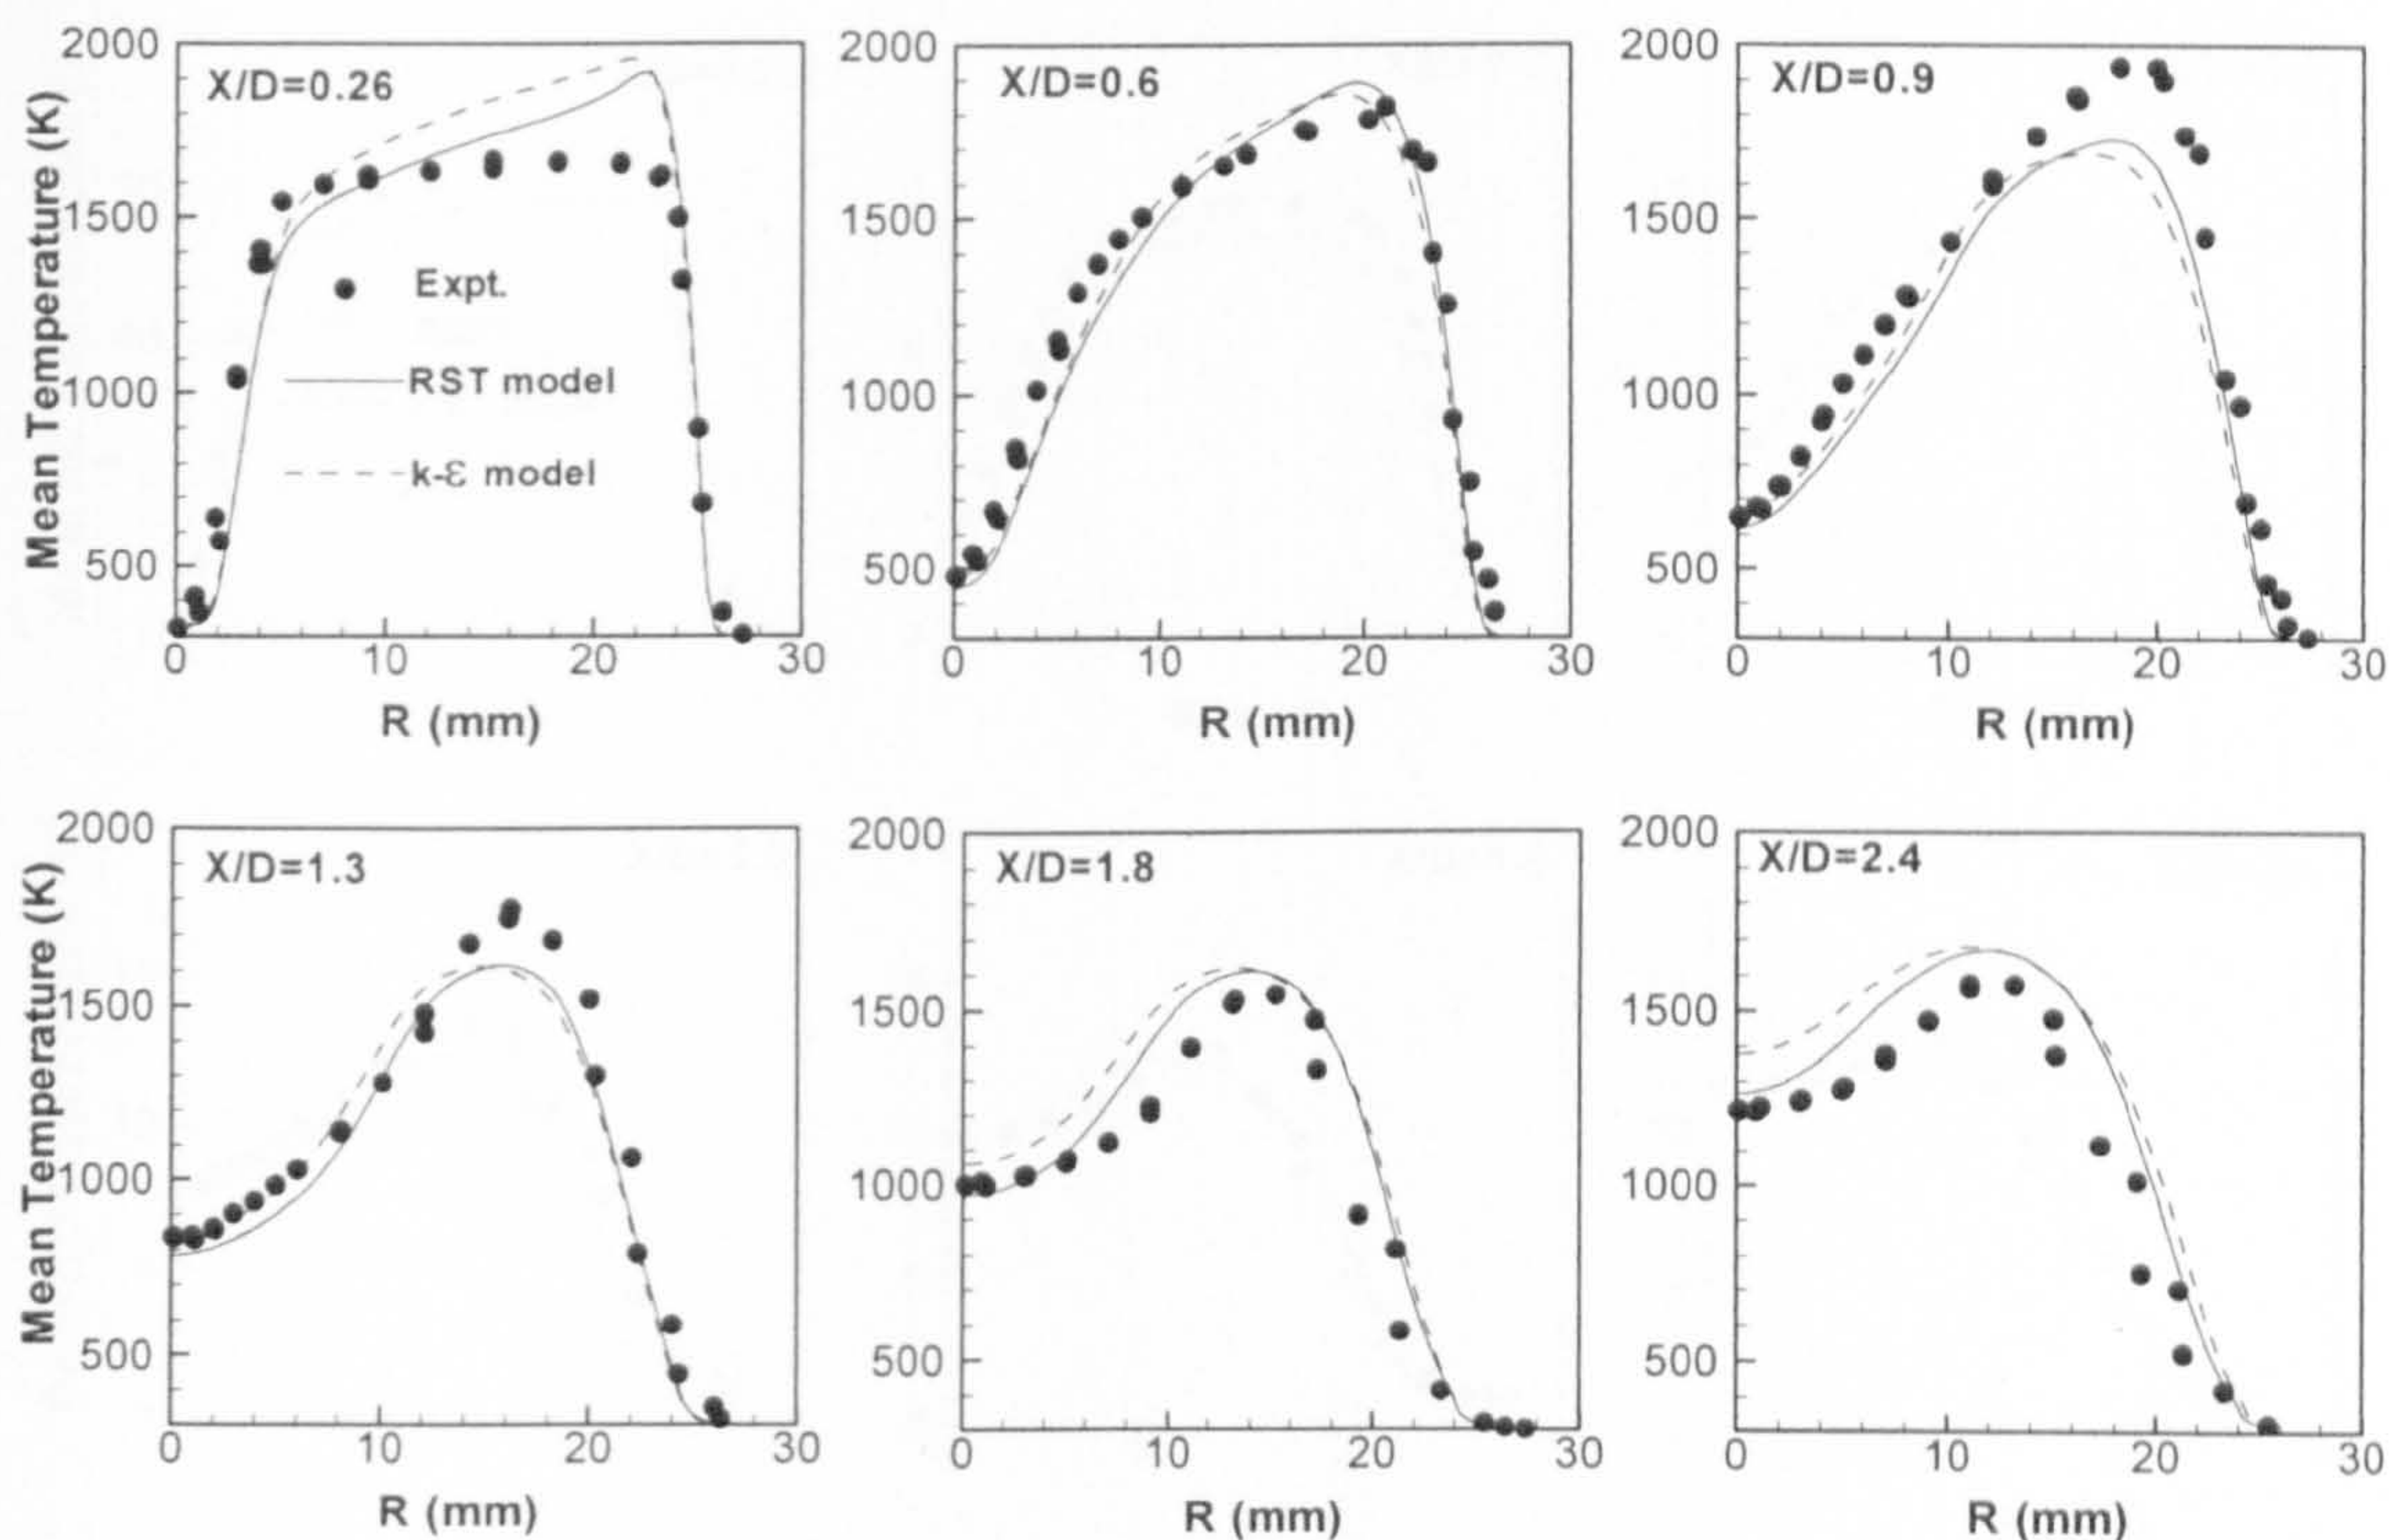 Mean Temperature (K)
2000
1500
1000
500
X/D=0.26
Expt.
RST model
k-ε model
0 10 20 30
R (mm)
2000
1500
1000
500
X/D=0.6
0 10 20 30
R (mm)
2000
1500
1000
500
X/D=0.9
0 10 20 30
R (mm)
Mean Temperature (K)
2000
1500
1000
500
X/D=1.3
0 10 20 30
R (mm)
2000
1500
1000
500
X/D=1.8
0 10 20 30
R (mm)
2000
1500
1000
500
X/D=2.4
0 10 20 30
R (mm)